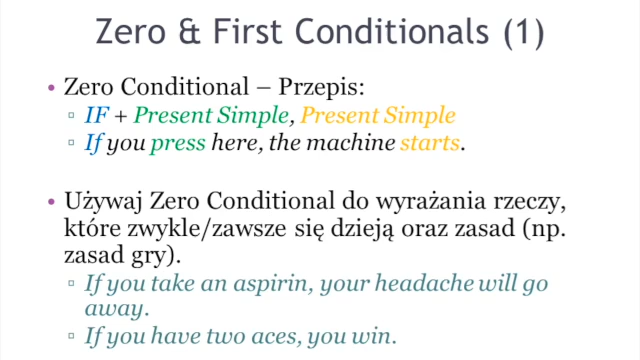 Zero & First Conditionals (1)
• Zero Conditional – Przepis:
▫ IF + Present Simple, Present Simple
▫ If you press here, the machine starts.
• Używaj Zero Conditional do wyrażania rzeczy,
które zwykle/zawsze się dzieją oraz zasad (np.
zasad gry).
▫ If you take an aspirin, your headache will go
away.
▫ If you have two aces, you win.